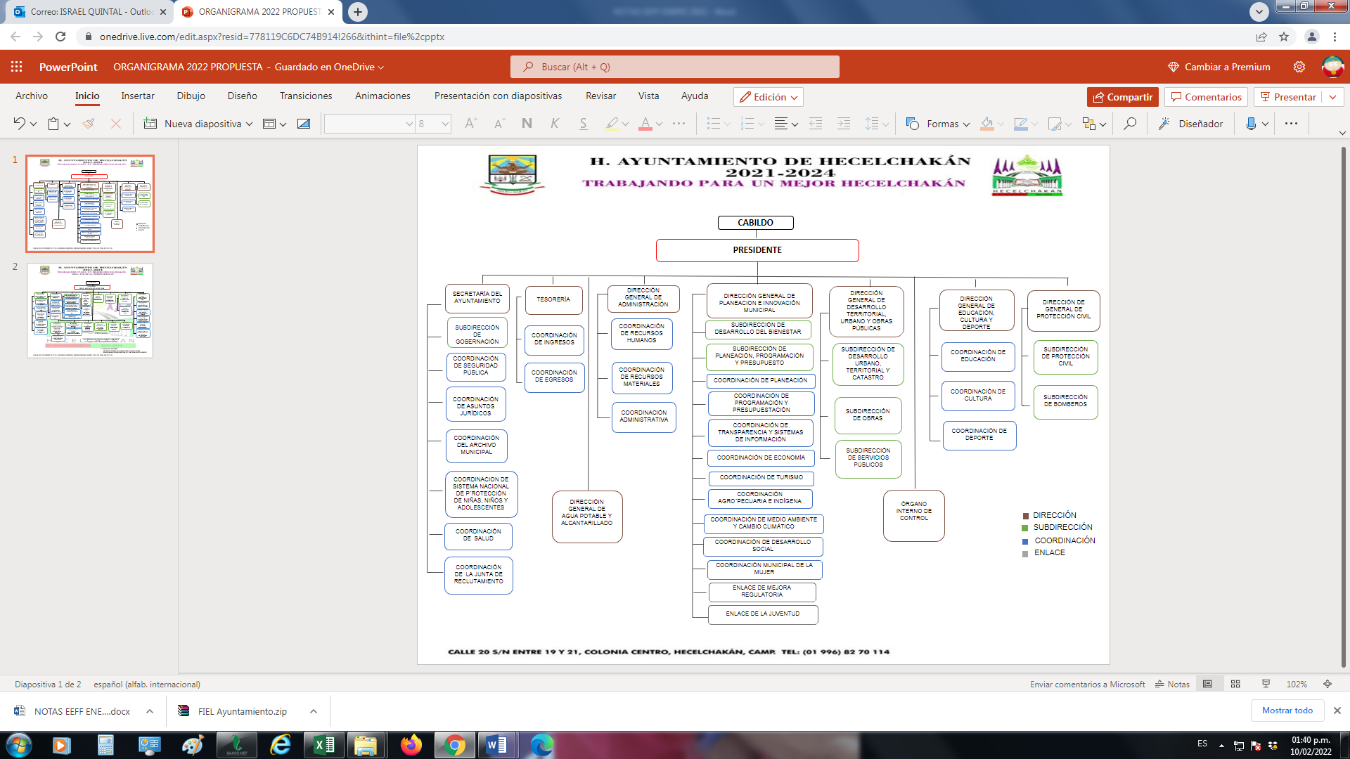 Correo: ISRAEL QUINTAL - Outlo
ORGANIGRAMA 2022 PROPUEST
onedrive.live.com/edit.aspx?resid=778119C6DC74B914!266&ithint=file%2cpptx
PowerPoint
ORGANIGRAMA 2022 PROPUESTA - Guardado en OneDrive
Buscar (Alt + Q)
Cambiar a Premium
Archivo Inicio Insertar Dibujo Diseño Transiciones Animaciones Presentación con diapositivas Revisar Vista Ayuda Edición Compartir Comentarios Presentar
Nueva diapositiva 8 N K S A Formas Diseñador
1
2
H. AYUNTAMIENTO DE HECELCHAKÁN
2021-2024
TRABAJANDO PARA UN MEJOR HECELCHAKÁN
HECELCHAKÁN
CABILDO
PRESIDENTE
SECRETARÍA DEL
AYUNTAMIENTO
SUBDIRECCION
DE
GOBERNACIÓN
COORDINACIÓN
DE SEGURIDAD
PÚBLICA
COORDINACIÓN
DE ASUNTOS
JURÍDICOS
COORDINACIÓN
DEL ARCHIVO
MUNICIPAL
COORDINACION DE
SISTEMA NACIONAL
DE P´ROTECCIÓN
DE NIÑAS, NIÑOS Y
ADOLESCENTES
COORDINACIÓN
DE SALUD
COORDINACIÓN
DE LA JUNTA DE
RECLUTAMIENTO
TESORERÍA
COORDINACIÓN
DE INGRESOS
COORDINACIÓN
DE EGRESOS
DIRECCIÓIN
GENERAL DE
AGUA POTABLE Y
ALCANTARILLADO
DIRECCIÓN
GENERAL DE
ADMINISTRACIÓN
COORDINACIÓN
DE RECURSOS
HUMANOS
COORDINACIÓN
DE RECURSOS
MATERIALES
COORDINACIÓN
ADMINISTRATIVA
DIRECCIÓN GENERAL DE
PLANEACIÓN E INNOVACIÓN
MUNICIPAL
SUBDIRECCIÓN DE
DESARROLLO DEL BIENESTAR
SUBDIRECCIÓN DE
PLANEACIÓN, PROGRAMACIÓN
Y PRESUPUESTO
COORDINACIÓN DE PLANEACIÓN
COORDINACIÓN DE
PROGRAMACIÓN Y
PRESUPUESTACIÓN
COORDINACIÓN DE
TRANSPARENCIA Y SISTEMAS
DE INFORMACIÓN
COORDINACIÓN DE ECONOMÍA
COORDINACIÓN DE TURISMO
COORDINACIÓN
AGRO´PECUARIA E INDÍGENA
COORDINACIÓN DE MEDIO AMBIENTE
Y CAMBIO CLIMÁTICO
COORDINACIÓN DE DESARROLLO
SOCIAL
COORDINACIÓN MUNICIPAL DE LA
MUJER
ENLACE DE MEJORA
REGULATORIA
ENLACE DE LA JUVENTUD
DIRECCIÓN
GENERAL DE
DESARROLLO
TERRITORIAL,
URBANO Y OBRAS
PÚBLICAS
SUBDIRECCIÓN DE
DESARROLLO
URBANO,
TERRITORIAL Y
CATASTRO
SUBDIRECCIÓN
DE OBRAS
SUBDIRECCIÓN
DE SERVICIOS
PÚBLICOS
ÓRGANO
INTERNO DE
CONTROL
DIRECCIÓN
GENERAL DE
EDUCACIÓN,
CULTURA Y
DEPORTE
COORDINACIÓN DE
EDUCACIÓN
COORDINACIÓN DE
CULTURA
COORDINACIÓN DE
DEPORTE
DIRECCIÓN DE
GENERAL DE
PROTECCIÓN CIVIL
SUBDIRECCIÓN
DE PROTECCIÓN
CIVIL
SUBDIRECCIÓN
DE BOMBEROS
DIRECCIÓN
SUBDIRECCIÓN
COORDINACIÓN
ENLACE
CALLE 20 S/N ENTRE 19 Y 21, COLONIA CENTRO, HECELCHAKÁN, CAMP. TEL: (01 996) 82 70 114
Diapositiva 1 de 2 español (alfab. internacional) Enviar comentarios a Microsoft Notas 102%
NOTAS EEFF ENE....docx
FIEL Ayuntamiento.zip
Mostrar todo
ES
01:40 p.m.
10/02/2022